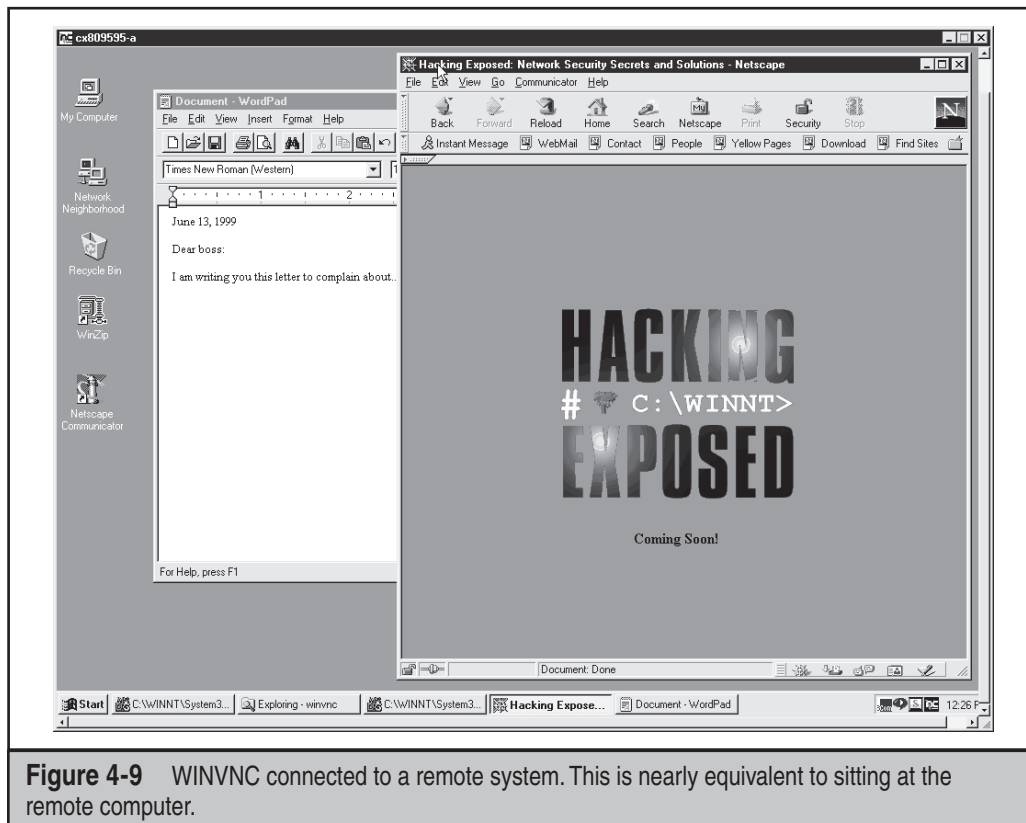 cx809595-a
My Computer
Network
Neighborhood
Recycle Bin
WinZip
Netscape
Communicator
Document - WordPad
File Edit View Insert Format Help
Times New Roman (Western)
1 2
June 13, 1999
Dear boss:
I am writing you this letter to complain about..
For Help, press F1
Hacking Exposed: Network Security Secrets and Solutions - Netscape
File Edit View Go Communicator Help
Back Forward Reload Home Search Netscape Print Security Stop
My
N
Instant Message WebMail Contact People Yellow Pages Download Find Sites
HACKING
# C:\WINNT>
EXPOSED
Coming Soon!
Document: Done
Start C:\WINNT\System3... Exploring - winvnc C:\WINNT\System3... Hacking Expose... Document - WordPad 12:26 P
Figure 4-9 WINVNC connected to a remote system. This is nearly equivalent to sitting at the
remote computer.